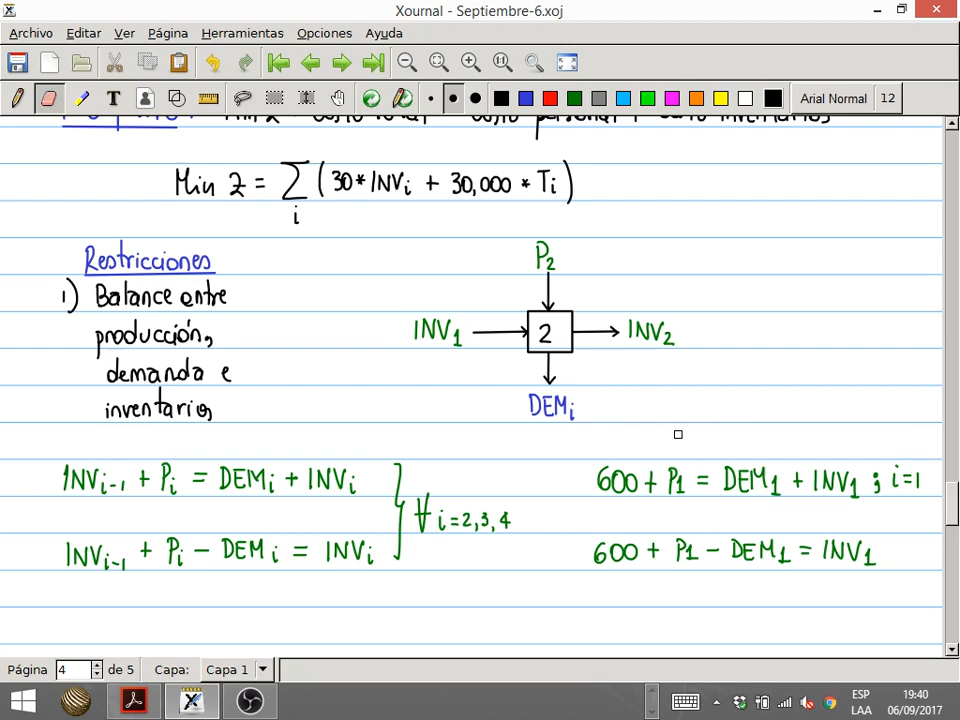 Xournal - Septiembre-6.xoj
Archivo Editar Ver Página Herramientas Opciones Ayuda
Arial Normal 12
Min Z = ∑ (30*INVi + 30,000 * Ti)
i
Restricciones
1) Balance entre
producción,
demanda e
inventario,
P2
INV1 2 INV2
DEMi
INVi-1 + Pi = DEMi + INVi
INVi-1 + Pi - DEMi = INVi
∀ i=2,3,4
600 + P1 = DEM1 + INV1 ; i=1
600 + P1 - DEM1 = INV1
Página 4 de 5 Capa: Capa 1
ESP
LAA
19:40
06/09/2017